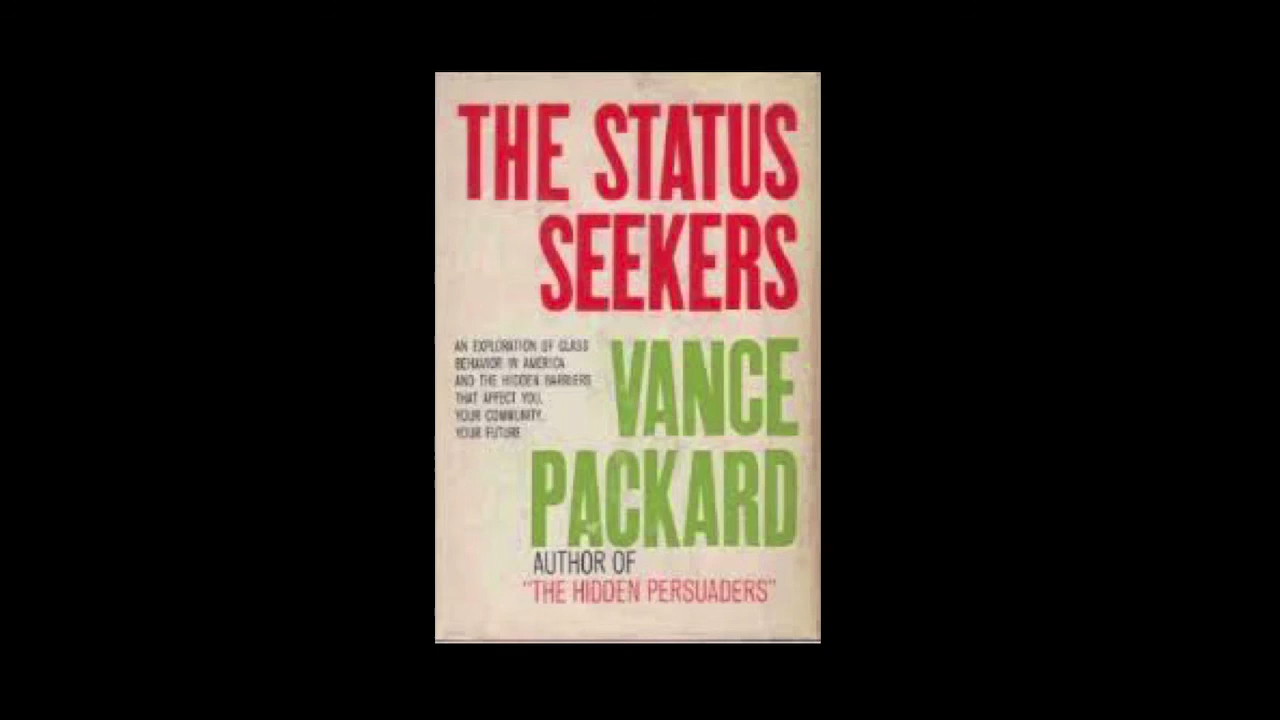 THE STATUS
SEEKERS
AN EXPLORATION OF CLASS
BEHAVIOR IN AMERICA
AND THE HIDDEN BARRIERS
THAT AFFECT YOU,
YOUR COMMUNITY,
YOUR FUTURE
VANCE
PACKARD
AUTHOR OF
"THE HIDDEN PERSUADERS"